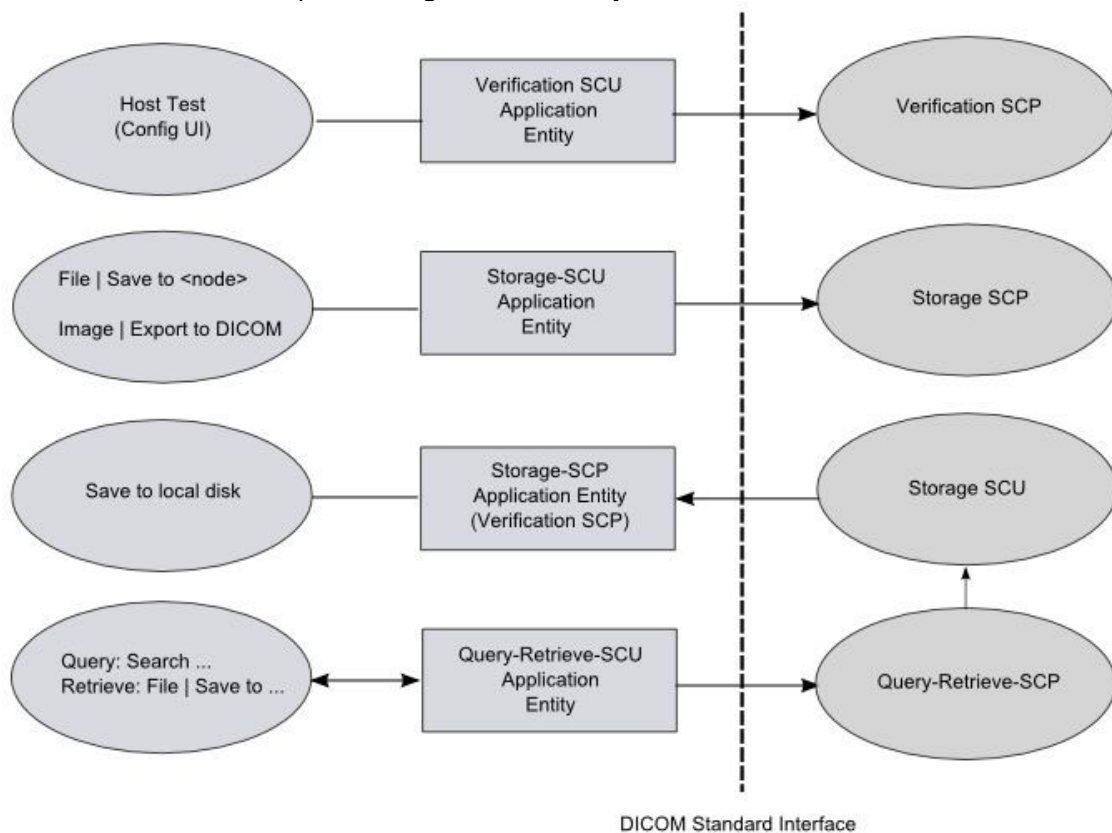 Host Test
(Config UI)
Verification SCU
Application
Entity
Verification SCP
File | Save to <node>
Image | Export to DICOM
Storage-SCU
Application
Entity
Storage SCP
Save to local disk
Storage-SCP
Application Entity
(Verification SCP)
Storage SCU
Query: Search ...
Retrieve: File | Save to ...
Query-Retrieve-SCU
Application
Entity
Query-Retrieve-SCP
DICOM Standard Interface